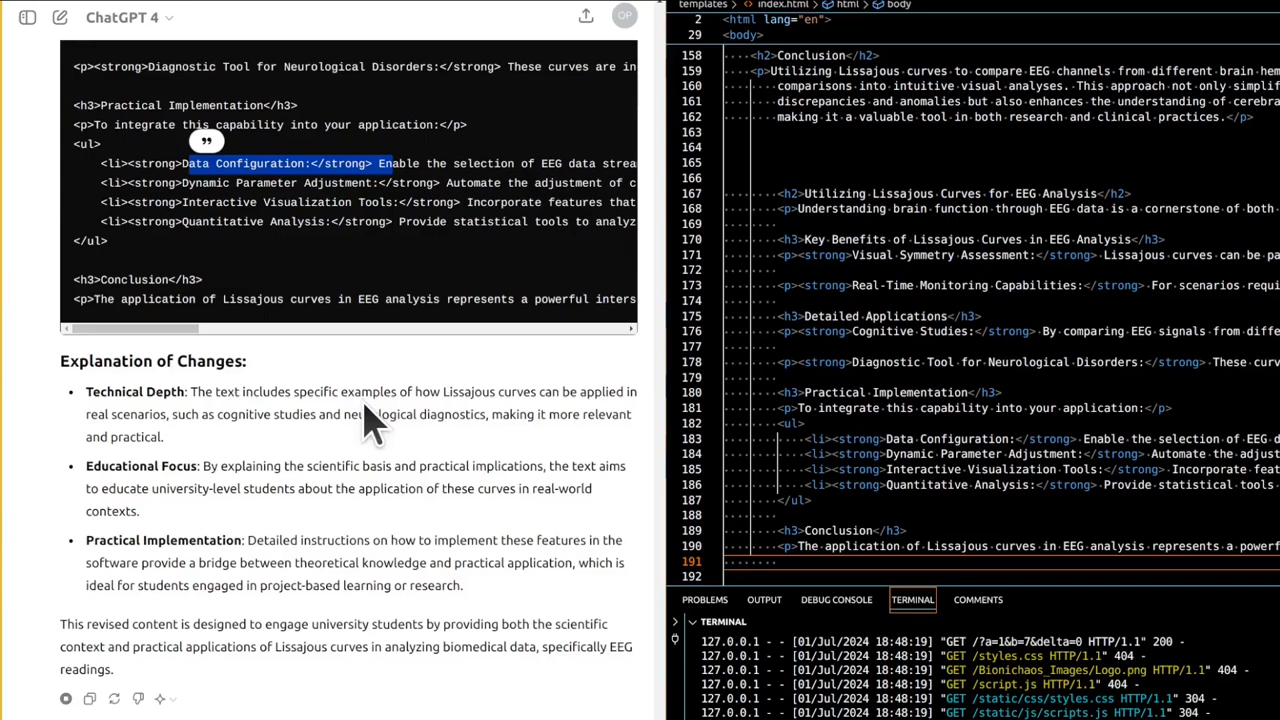 ChatGPT 4
OP
<p><strong>Diagnostic Tool for Neurological Disorders:</strong> These curves are in
<h3>Practical Implementation</h3>
<p>To integrate this capability into your application:</p>
<ul>
<li><strong>Data Configuration:</strong> Enable the selection of EEG data strea
<li><strong>Dynamic Parameter Adjustment:</strong> Automate the adjustment of c
<li><strong>Interactive Visualization Tools:</strong> Incorporate features that
<li><strong>Quantitative Analysis:</strong> Provide statistical tools to analyz
</ul>
<h3>Conclusion</h3>
<p>The application of Lissajous curves in EEG analysis represents a powerful inters
Explanation of Changes:
• Technical Depth: The text includes specific examples of how Lissajous curves can be applied in
real scenarios, such as cognitive studies and neurological diagnostics, making it more relevant
and practical.
• Educational Focus: By explaining the scientific basis and practical implications, the text aims
to educate university-level students about the application of these curves in real-world
contexts.
• Practical Implementation: Detailed instructions on how to implement these features in the
software provide a bridge between theoretical knowledge and practical application, which is
ideal for students engaged in project-based learning or research.
This revised content is designed to engage university students by providing both the scientific
context and practical applications of Lissajous curves in analyzing biomedical data, specifically EEG
readings.
templates > index.html > html > body
2 <html lang="en">
29 <body>
158 <h2>Conclusion</h2>
159 <p>Utilizing Lissajous curves to compare EEG channels from different brain hem
160 comparisons into intuitive visual analyses. This approach not only simplif
161 discrepancies and anomalies but also enhances the understanding of cerebra
162 making it a valuable tool in both research and clinical practices.</p>
163
164
165
166
167 <h2>Utilizing Lissajous Curves for EEG Analysis</h2>
168 <p>Understanding brain function through EEG data is a cornerstone of both
169
170 <h3>Key Benefits of Lissajous Curves in EEG Analysis</h3>
171 <p><strong>Visual Symmetry Assessment:</strong> Lissajous curves can be pa
172
173 <p><strong>Real-Time Monitoring Capabilities:</strong> For scenarios requi
174
175 <h3>Detailed Applications</h3>
176 <p><strong>Cognitive Studies:</strong> By comparing EEG signals from differ
177
178 <p><strong>Diagnostic Tool for Neurological Disorders:</strong> These curv
179
180 <h3>Practical Implementation</h3>
181 <p>To integrate this capability into your application:</p>
182 <ul>
183 <li><strong>Data Configuration:</strong> Enable the selection of EEG d
184 <li><strong>Dynamic Parameter Adjustment:</strong> Automate the adjust
185 <li><strong>Interactive Visualization Tools:</strong> Incorporate feat
186 <li><strong>Quantitative Analysis:</strong> Provide statistical tools
187 </ul>
188
189 <h3>Conclusion</h3>
190 <p>The application of Lissajous curves in EEG analysis represents a powerf
191
192
PROBLEMS OUTPUT DEBUG CONSOLE TERMINAL COMMENTS
TERMINAL
127.0.0.1 - - [01/Jul/2024 18:48:19] "GET /?a=1&b=7&delta=0 HTTP/1.1" 200 -
127.0.0.1 - - [01/Jul/2024 18:48:19] "GET /styles.css HTTP/1.1" 404 -
127.0.0.1 - - [01/Jul/2024 18:48:19] "GET /Bionichaos_Images/Logo.png HTTP/1.1" 404 -
127.0.0.1 - - [01/Jul/2024 18:48:19] "GET /script.js HTTP/1.1" 404 -
127.0.0.1 - - [01/Jul/2024 18:48:19] "GET /static/css/styles.css HTTP/1.1" 304 -
127.0.0.1 - - [01/Jul/2024 18:48:19] "GET /static/js/scripts.js HTTP/1.1" 304 -